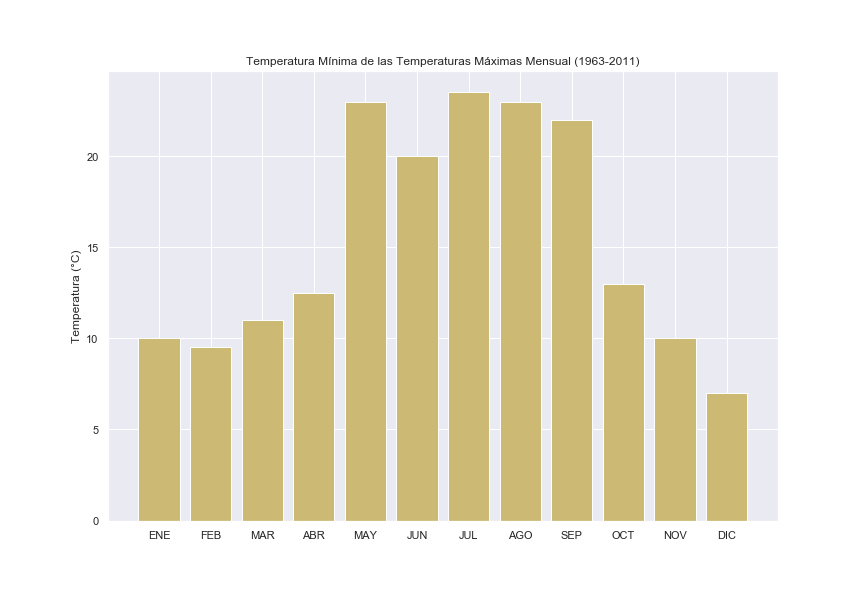 Temperatura Mínima de las Temperaturas Máximas Mensual (1963-2011)
Temperatura (°C)
20
15
10
5
0
ENE FEB MAR ABR MAY JUN JUL AGO SEP OCT NOV DIC